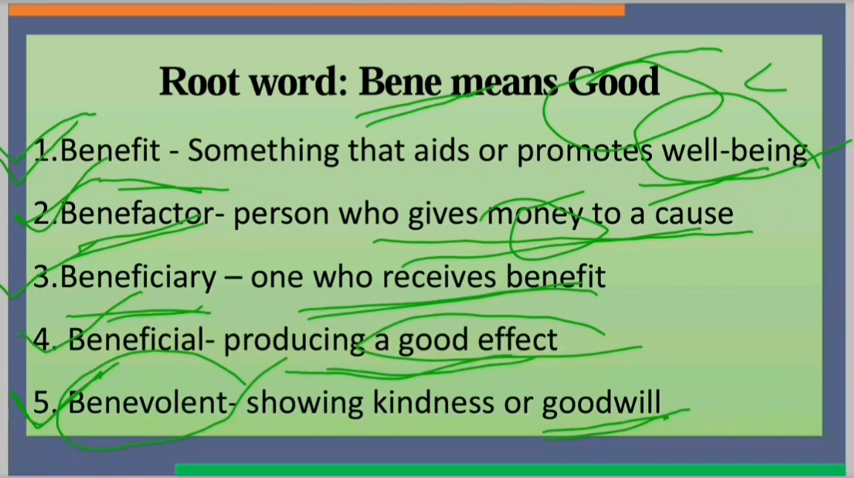 Root word: Bene means Good
1.Benefit - Something that aids or promotes well-being
2.Benefactor- person who gives money to a cause
3.Beneficiary – one who receives benefit
4. Beneficial- producing a good effect
5. Benevolent- showing kindness or goodwill